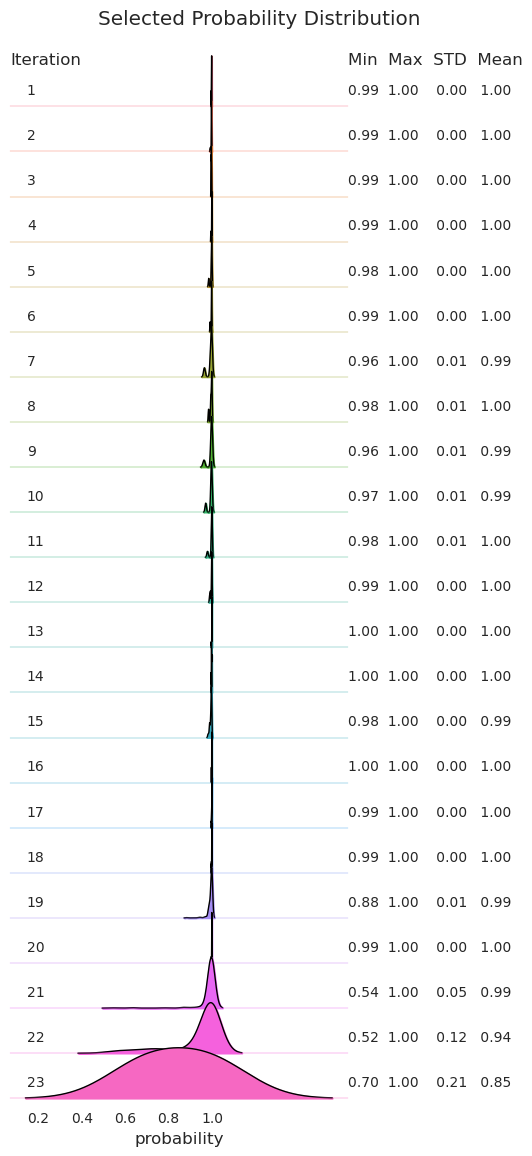 Selected Probability Distribution
Iteration Min Max STD Mean
1 0.99 1.00 0.00 1.00
2 0.99 1.00 0.00 1.00
3 0.99 1.00 0.00 1.00
4 0.99 1.00 0.00 1.00
5 0.98 1.00 0.00 1.00
6 0.99 1.00 0.00 1.00
7 0.96 1.00 0.01 0.99
8 0.98 1.00 0.01 1.00
9 0.96 1.00 0.01 0.99
10 0.97 1.00 0.01 0.99
11 0.98 1.00 0.01 1.00
12 0.99 1.00 0.00 1.00
13 1.00 1.00 0.00 1.00
14 1.00 1.00 0.00 1.00
15 0.98 1.00 0.00 0.99
16 1.00 1.00 0.00 1.00
17 0.99 1.00 0.00 1.00
18 0.99 1.00 0.00 1.00
19 0.88 1.00 0.01 0.99
20 0.99 1.00 0.00 1.00
21 0.54 1.00 0.05 0.99
22 0.52 1.00 0.12 0.94
23 0.70 1.00 0.21 0.85
0.2 0.4 0.6 0.8 1.0
probability